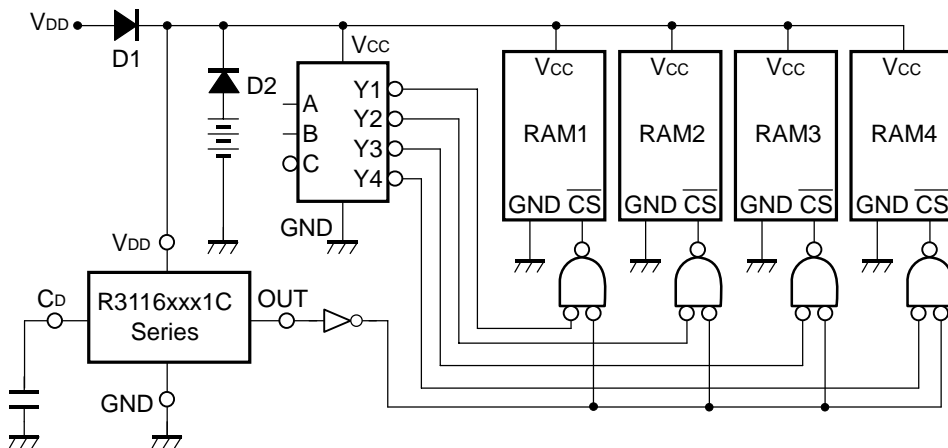 VDD
D1
D2
VCC
A
B
C
Y1
Y2
Y3
Y4
GND
VCC
RAM1
GND CS
VCC
RAM2
GND CS
VCC
RAM3
GND CS
VCC
RAM4
GND CS
VDD
CD
R3116xxx1C
Series
OUT
GND